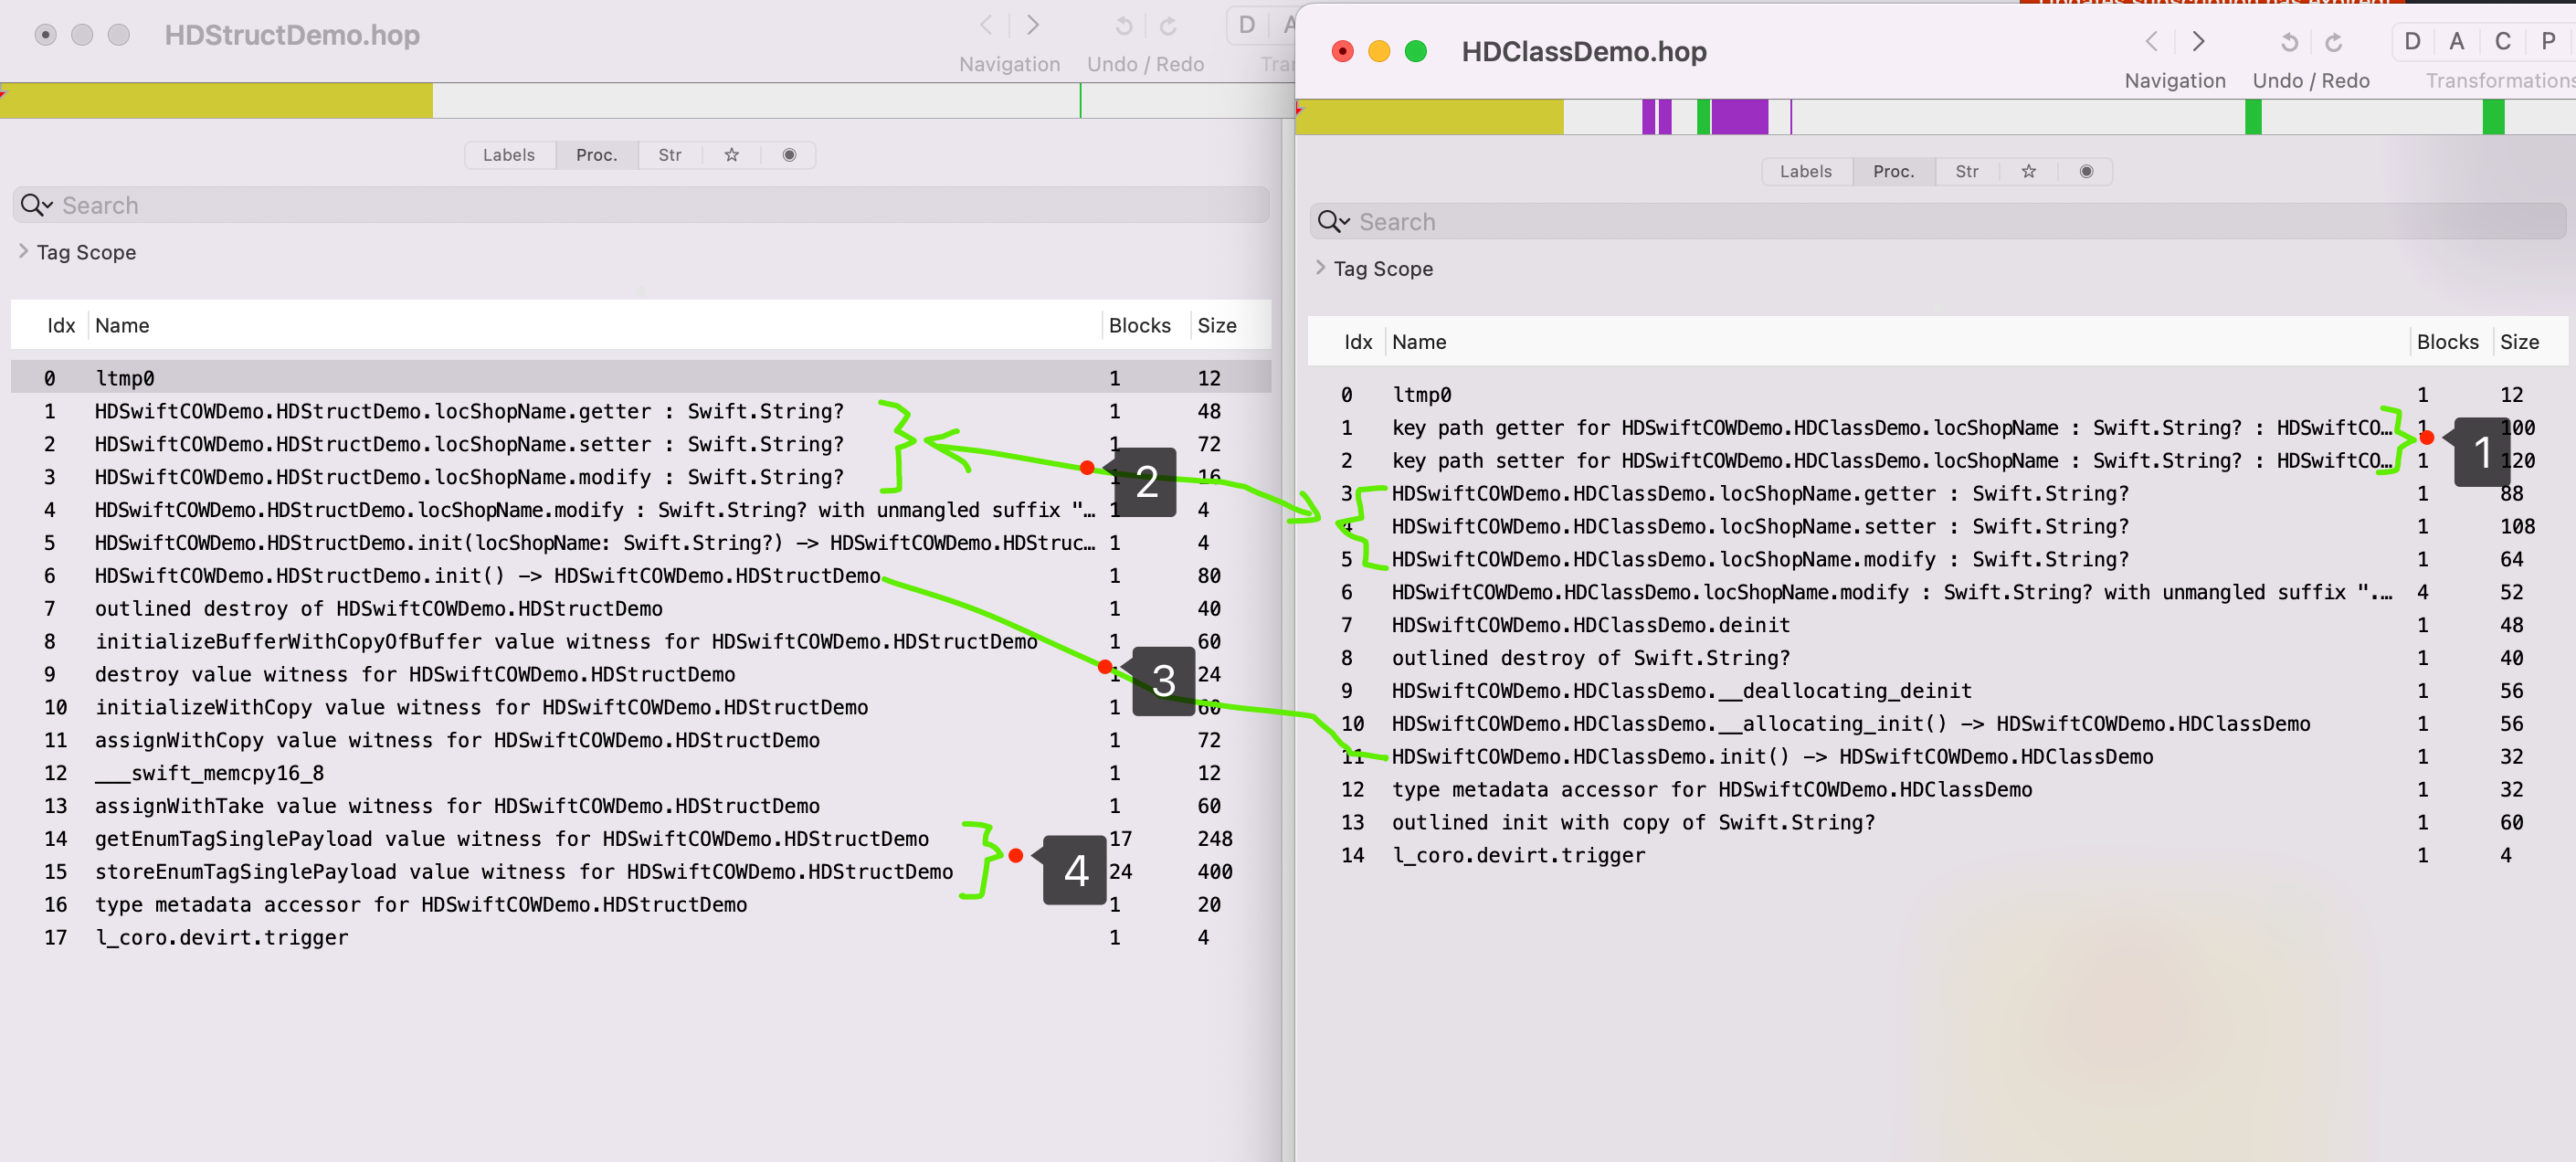 HDStructDemo.hop
Navigation
Undo / Redo
D
Labels
Proc.
Str
Search
Tag Scope
Idx Name Blocks Size
0 ltmp0 1 12
1 HDSwiftCOWDemo.HDStructDemo.locShopName.getter : Swift.String? 1 48
2 HDSwiftCOWDemo.HDStructDemo.locShopName.setter : Swift.String? 1 72
3 HDSwiftCOWDemo.HDStructDemo.locShopName.modify : Swift.String? 1 16
4 HDSwiftCOWDemo.HDStructDemo.locShopName.modify : Swift.String? with unmangled suffix "… 1 4
5 HDSwiftCOWDemo.HDStructDemo.init(locShopName: Swift.String?) -> HDSwiftCOWDemo.HDStruc… 1 4
6 HDSwiftCOWDemo.HDStructDemo.init() -> HDSwiftCOWDemo.HDStructDemo 1 80
7 outlined destroy of HDSwiftCOWDemo.HDStructDemo 1 40
8 initializeBufferWithCopyOfBuffer value witness for HDSwiftCOWDemo.HDStructDemo 1 60
9 destroy value witness for HDSwiftCOWDemo.HDStructDemo 1 24
10 initializeWithCopy value witness for HDSwiftCOWDemo.HDStructDemo 1 60
11 assignWithCopy value witness for HDSwiftCOWDemo.HDStructDemo 1 72
12 ___swift_memcpy16_8 1 12
13 assignWithTake value witness for HDSwiftCOWDemo.HDStructDemo 1 60
14 getEnumTagSinglePayload value witness for HDSwiftCOWDemo.HDStructDemo 17 248
15 storeEnumTagSinglePayload value witness for HDSwiftCOWDemo.HDStructDemo 24 400
16 type metadata accessor for HDSwiftCOWDemo.HDStructDemo 1 20
17 l_coro.devirt.trigger 1 4
2
3
4
HDClassDemo.hop
Navigation
Undo / Redo
D A C P
Transformations
Labels
Proc.
Str
Search
Tag Scope
Idx Name Blocks Size
0 ltmp0 1 12
1 key path getter for HDSwiftCOWDemo.HDClassDemo.locShopName : Swift.String? : HDSwiftCO… 1 100
2 key path setter for HDSwiftCOWDemo.HDClassDemo.locShopName : Swift.String? : HDSwiftCO… 1 120
3 HDSwiftCOWDemo.HDClassDemo.locShopName.getter : Swift.String? 1 88
4 HDSwiftCOWDemo.HDClassDemo.locShopName.setter : Swift.String? 1 108
5 HDSwiftCOWDemo.HDClassDemo.locShopName.modify : Swift.String? 1 64
6 HDSwiftCOWDemo.HDClassDemo.locShopName.modify : Swift.String? with unmangled suffix ".… 4 52
7 HDSwiftCOWDemo.HDClassDemo.deinit 1 48
8 outlined destroy of Swift.String? 1 40
9 HDSwiftCOWDemo.HDClassDemo.__deallocating_deinit 1 56
10 HDSwiftCOWDemo.HDClassDemo.__allocating_init() -> HDSwiftCOWDemo.HDClassDemo 1 56
11 HDSwiftCOWDemo.HDClassDemo.init() -> HDSwiftCOWDemo.HDClassDemo 1 32
12 type metadata accessor for HDSwiftCOWDemo.HDClassDemo 1 32
13 outlined init with copy of Swift.String? 1 60
14 l_coro.devirt.trigger 1 4
1